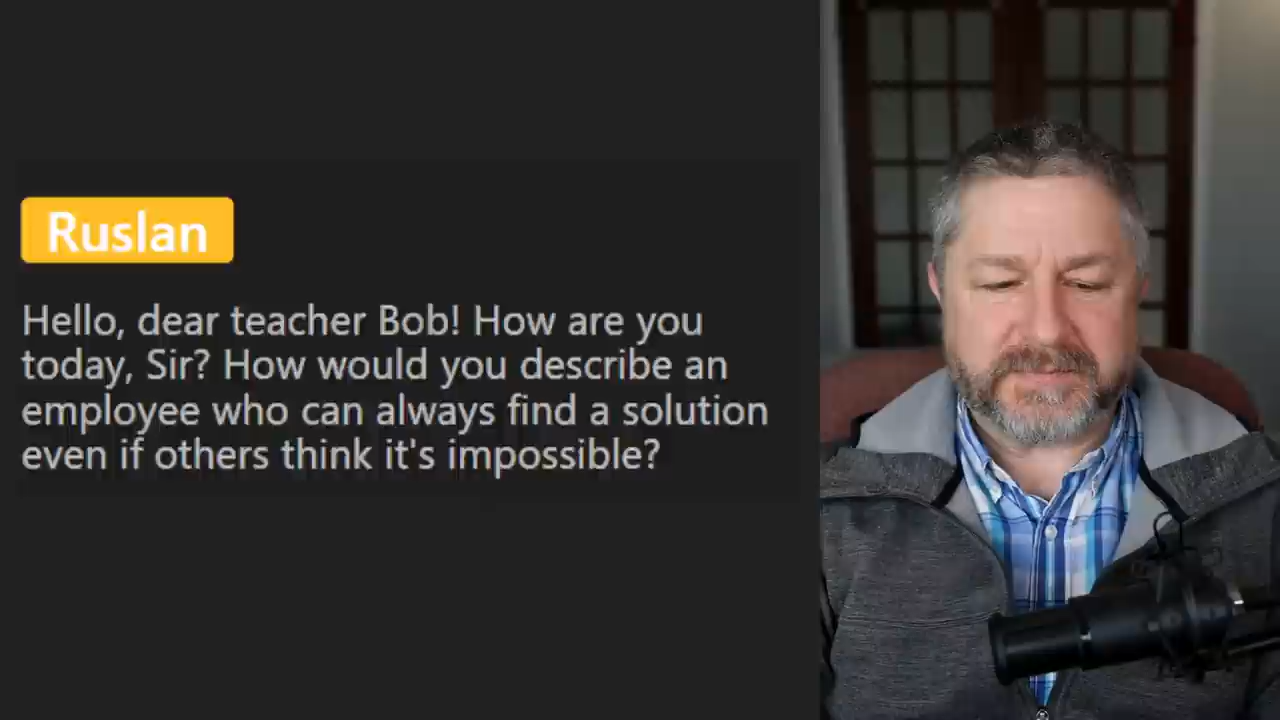 Ruslan
Hello, dear teacher Bob! How are you
today, Sir? How would you describe an
employee who can always find a solution
even if others think it's impossible?